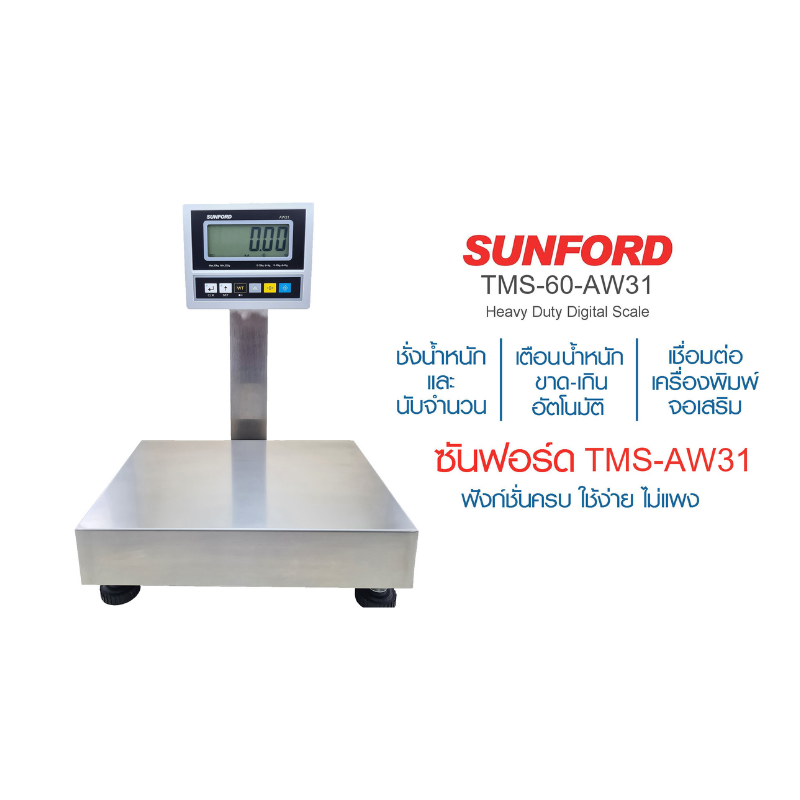 SUNFORD
AW31
0.00
CLR
SET
SUNFORD
TMS-60-AW31
Heavy Duty Digital Scale
ชั่งน้ำหนัก
และ
นับจำนวน
เตือนน้ำหนัก
ขาด-เกิน
อัตโนมัติ
เชื่อมต่อ
เครื่องพิมพ์
จอเสริม
ซันฟอร์ด TMS-AW31
ฟังก์ชั่นครบ ใช้ง่าย ไม่แพง